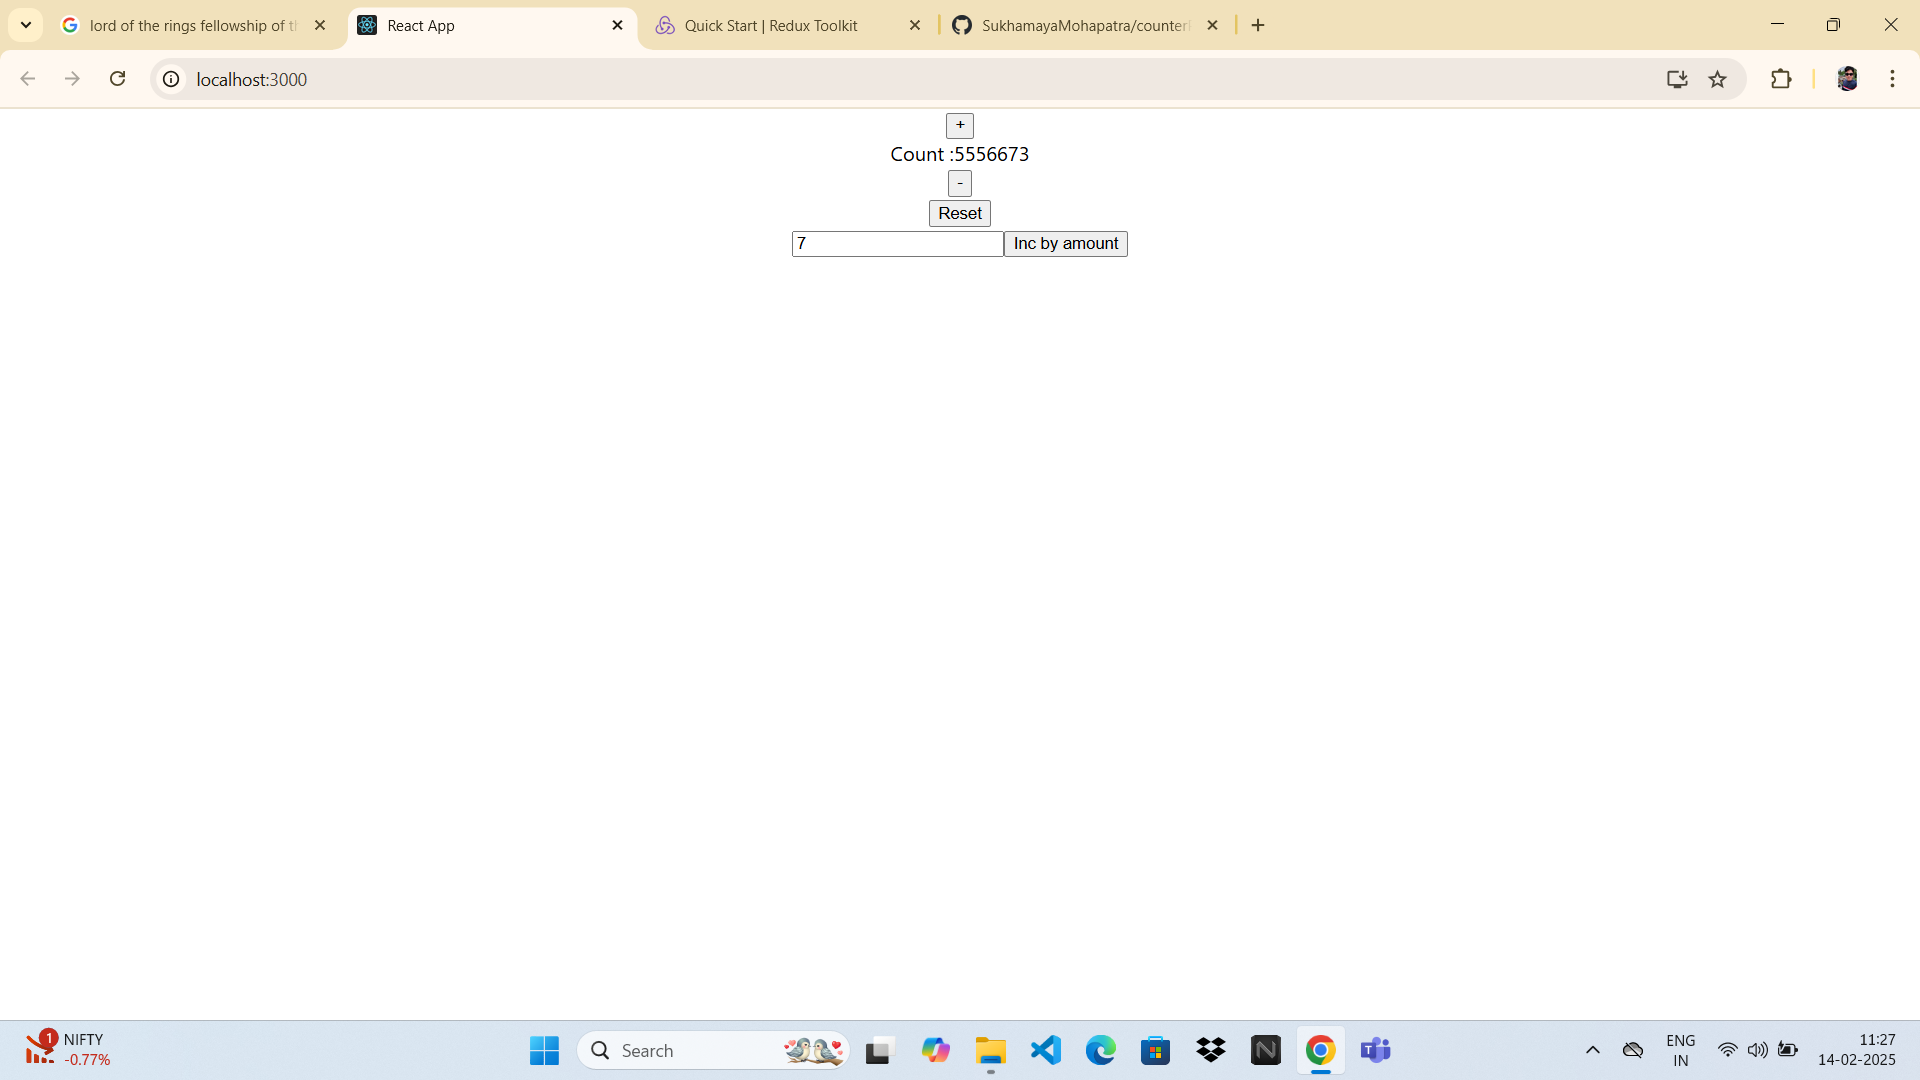 lord of the rings fellowship of th
React App
Quick Start | Redux Toolkit
SukhamayaMohapatra/counter
localhost:3000
+
Count :5556673
-
Reset
7
Inc by amount
1
NIFTY
-0.77%
Search
N
ENG
IN
11:27
14-02-2025